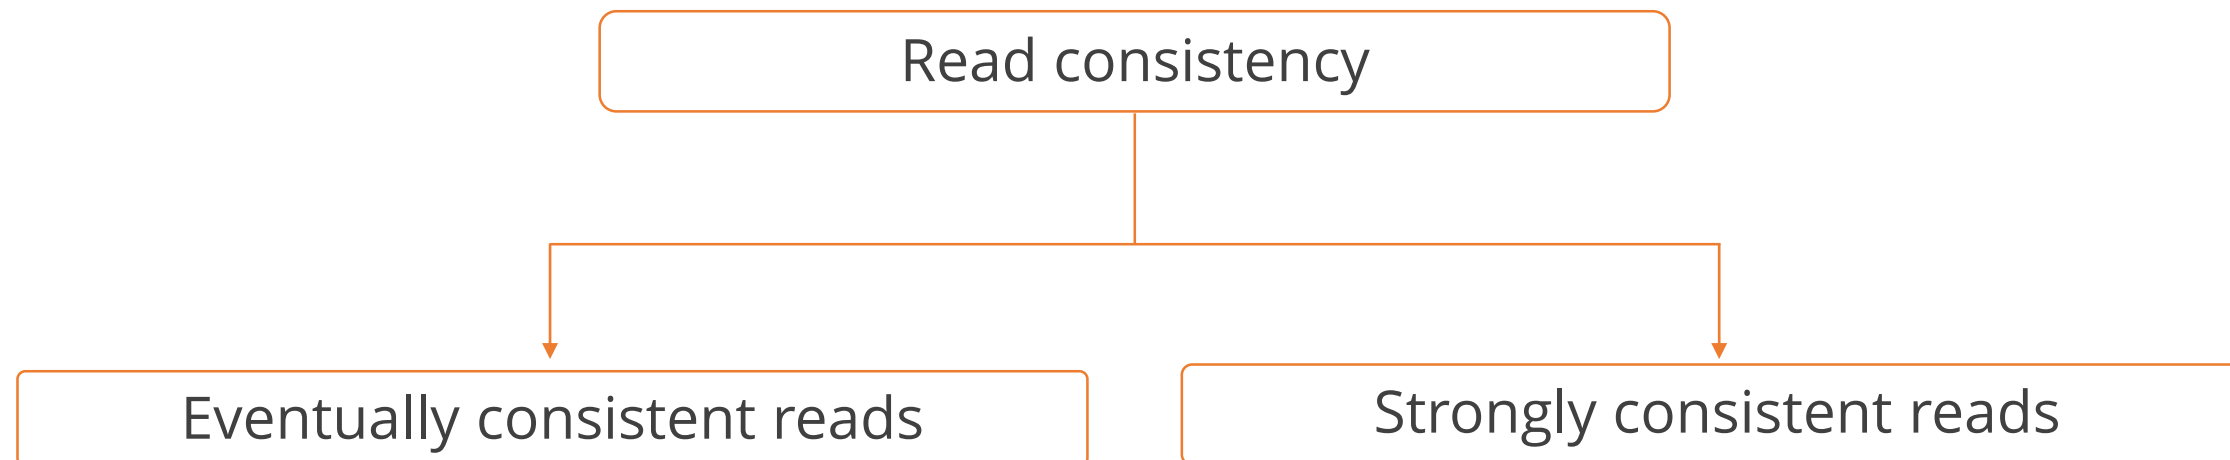 Read consistency
Eventually consistent reads
Strongly consistent reads